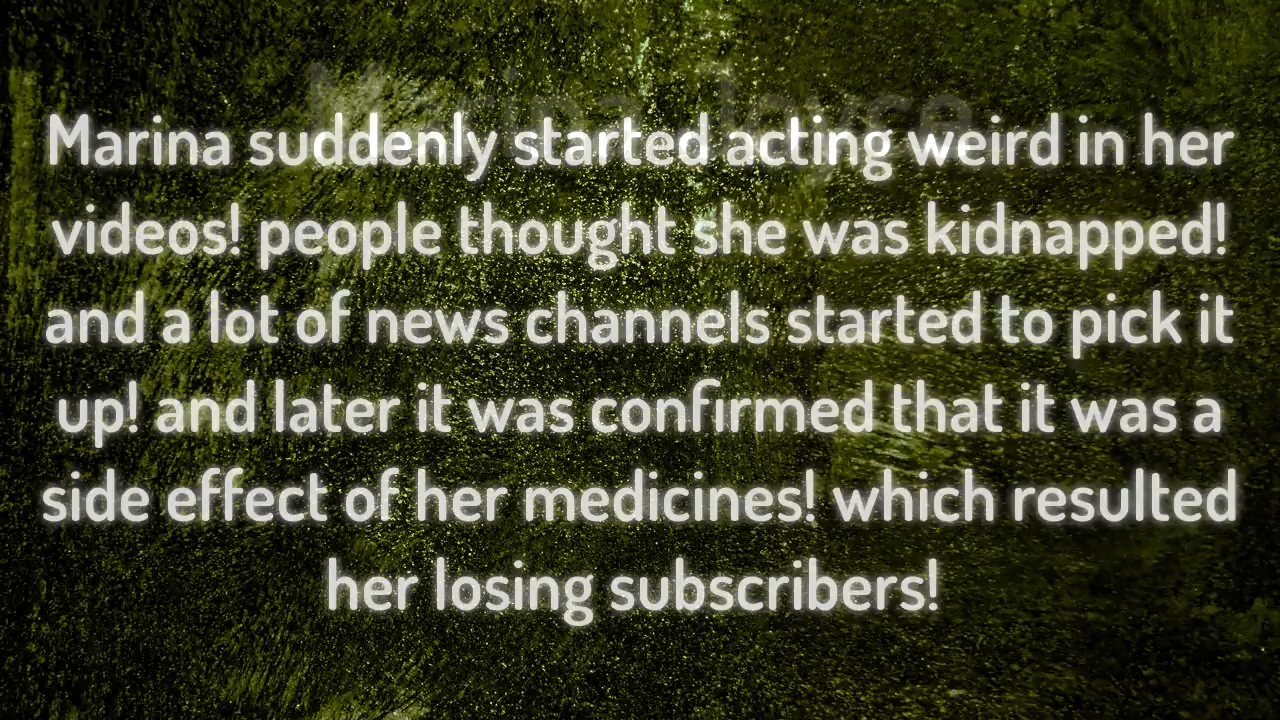 Marina Joyce
Marina suddenly started acting weird in her
videos! people thought she was kidnapped!
and a lot of news channels started to pick it
up! and later it was confirmed that it was a
side effect of her medicines! which resulted
her losing subscribers!